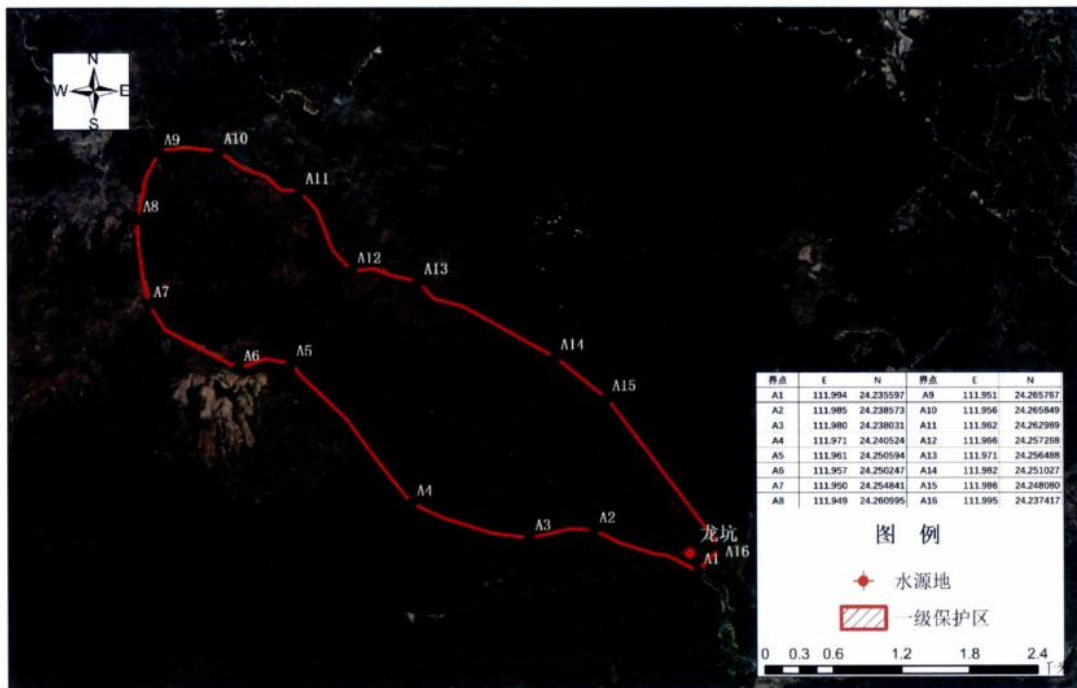 N
W E
S
A9
A10
A11
A8
A12
A13
A7
A14
A6
A5
A15
A4
A3
A2
龙坑
A16
A1
界点 E N 界点 E N
A1 111.994 24.235597 A9 111.951 24.265767
A2 111.985 24.238573 A10 111.956 24.265849
A3 111.980 24.238031 A11 111.962 24.262989
A4 111.971 24.240524 A12 111.966 24.257268
A5 111.961 24.250594 A13 111.971 24.256488
A6 111.957 24.250247 A14 111.982 24.251027
A7 111.950 24.254841 A15 111.986 24.248080
A8 111.949 24.260995 A16 111.995 24.237417
图 例
水源地
一级保护区
0 0.3 0.6 1.2 1.8 2.4